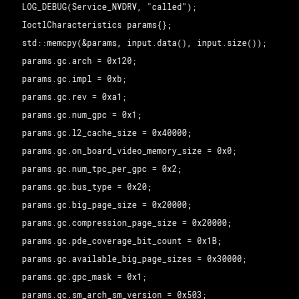 LOG_DEBUG(Service_NVDRV, "called");
IoctlCharacteristics params{};
std::memcpy(&params, input.data(), input.size());
params.gc.arch = 0x120;
params.gc.impl = 0xb;
params.gc.rev = 0xa1;
params.gc.num_gpc = 0x1;
params.gc.l2_cache_size = 0x40000;
params.gc.on_board_video_memory_size = 0x0;
params.gc.num_tpc_per_gpc = 0x2;
params.gc.bus_type = 0x20;
params.gc.big_page_size = 0x20000;
params.gc.compression_page_size = 0x20000;
params.gc.pde_coverage_bit_count = 0x1B;
params.gc.available_big_page_sizes = 0x30000;
params.gc.gpc_mask = 0x1;
params.gc.sm_arch_sm_version = 0x503;